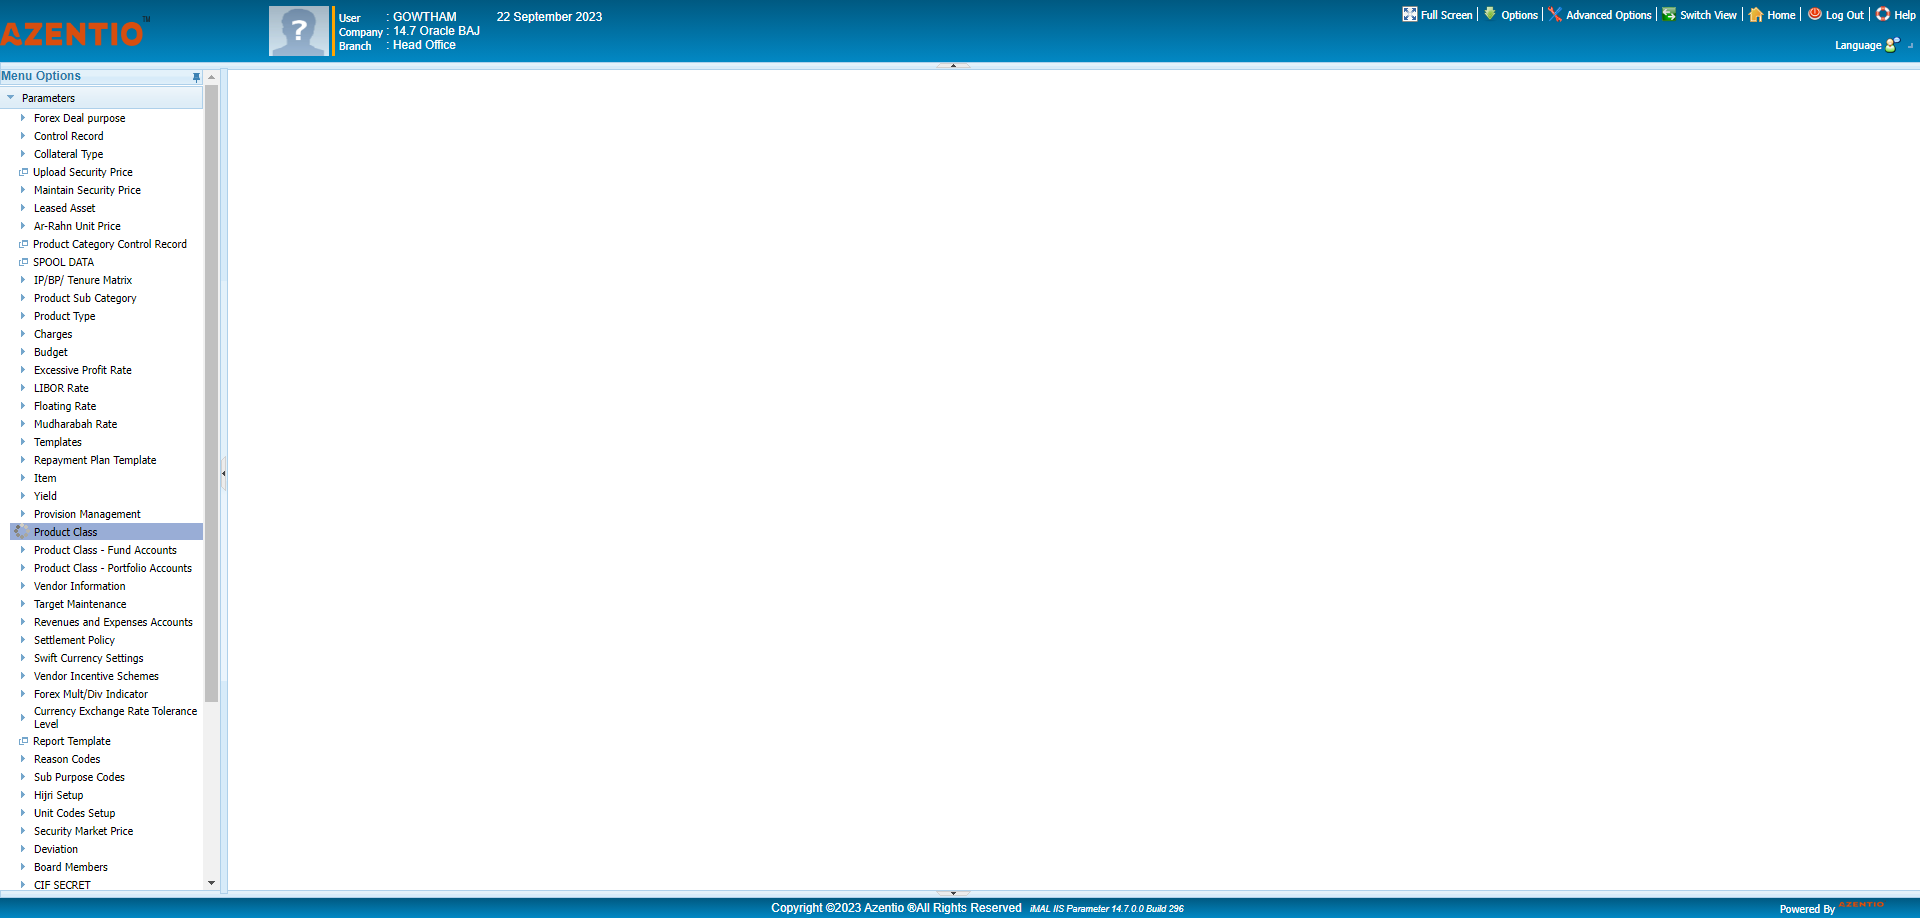 AZENTIO™
User : GOWTHAM 22 September 2023
Company : 14.7 Oracle BAJ
Branch : Head Office
Full Screen Options Advanced Options Switch View Home Log Out Help
Language
Menu Options
Parameters
Forex Deal purpose
Control Record
Collateral Type
Upload Security Price
Maintain Security Price
Leased Asset
Ar-Rahn Unit Price
Product Category Control Record
SPOOL DATA
IP/BP/ Tenure Matrix
Product Sub Category
Product Type
Charges
Budget
Excessive Profit Rate
LIBOR Rate
Floating Rate
Mudharabah Rate
Templates
Repayment Plan Template
Item
Yield
Provision Management
Product Class
Product Class - Fund Accounts
Product Class - Portfolio Accounts
Vendor Information
Target Maintenance
Revenues and Expenses Accounts
Settlement Policy
Swift Currency Settings
Vendor Incentive Schemes
Forex Mult/Div Indicator
Currency Exchange Rate Tolerance
Level
Report Template
Reason Codes
Sub Purpose Codes
Hijri Setup
Unit Codes Setup
Security Market Price
Deviation
Board Members
CIF SECRET
Copyright ©2023 Azentio ®All Rights Reserved iMAL IIS Parameter 14.7.0.0 Build 296
Powered By AZENTIO